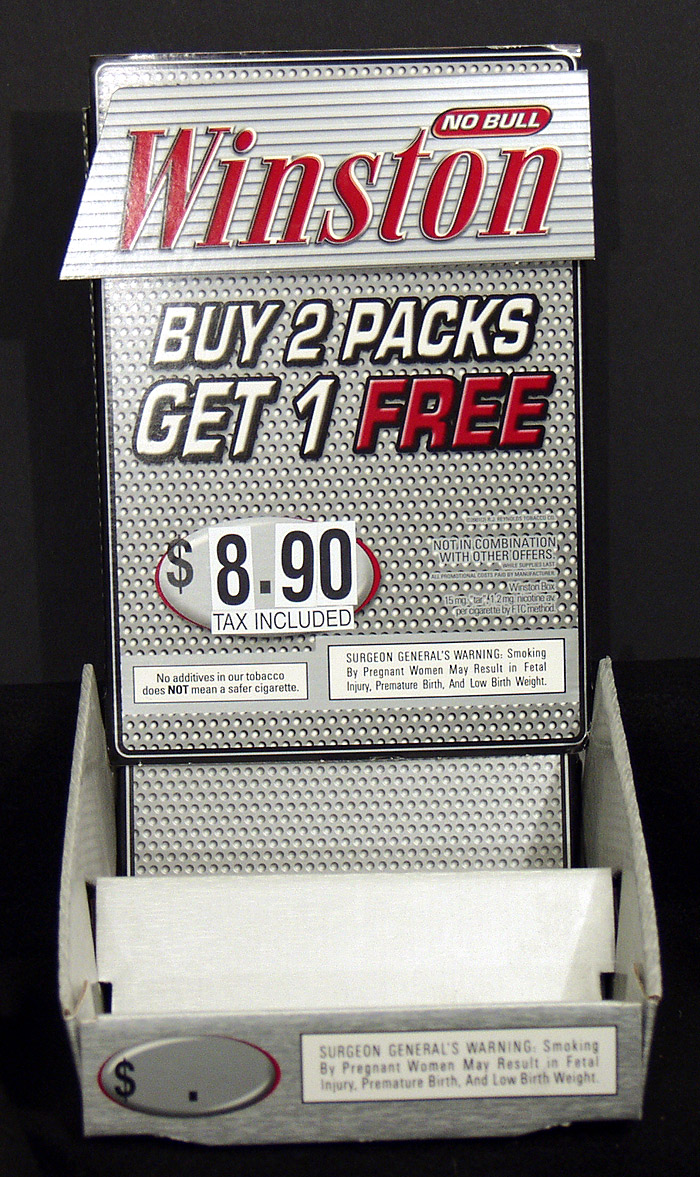 NO BULL
Winston
BUY 2 PACKS
GET 1 FREE
R.J. REYNOLDS TOBACCO CO.
NOT IN COMBINATION
WITH OTHER OFFERS.
WHILE SUPPLIES LAST
ALL PROMOTIONAL COSTS PAID BY MANUFACTURER.
Winston Box
15 mg. "tar", 1.2 mg. nicotine av.
per cigarette by FTC method.
$ 8.90
TAX INCLUDED
No additives in our tobacco
does NOT mean a safer cigarette.
SURGEON GENERAL'S WARNING: Smoking
By Pregnant Women May Result in Fetal
Injury, Premature Birth, And Low Birth Weight.
$ .
SURGEON GENERAL'S WARNING: Smoking
By Pregnant Women May Result in Fetal
Injury, Premature Birth, And Low Birth Weight.